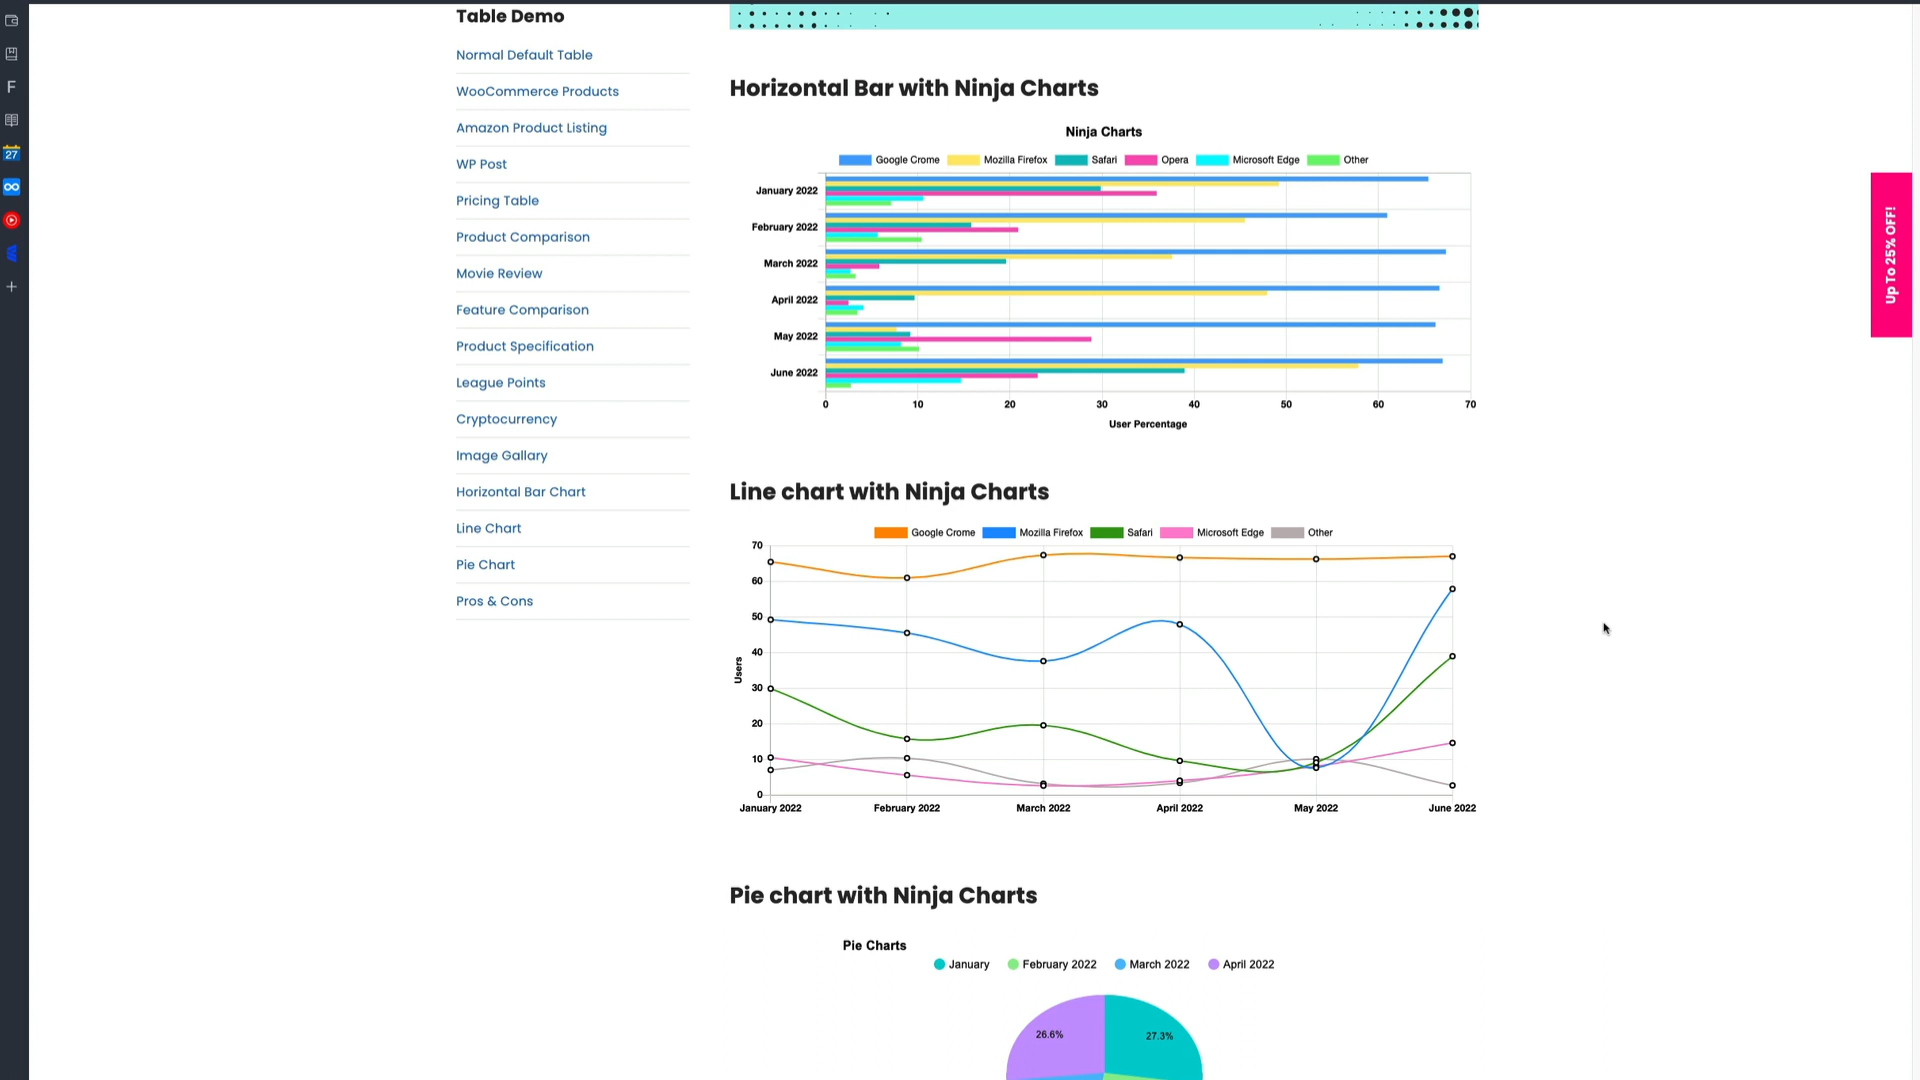 Table Demo
Normal Default Table
WooCommerce Products
Amazon Product Listing
WP Post
Pricing Table
Product Comparison
Movie Review
Feature Comparison
Product Specification
League Points
Cryptocurrency
Image Gallary
Horizontal Bar Chart
Line Chart
Pie Chart
Pros & Cons
F
27
Horizontal Bar with Ninja Charts
Ninja Charts
Google Crome Mozilla Firefox Safari Opera Microsoft Edge Other
January 2022
February 2022
March 2022
April 2022
May 2022
June 2022
0 10 20 30 40 50 60 70
User Percentage
Line chart with Ninja Charts
Google Crome Mozilla Firefox Safari Microsoft Edge Other
70
60
50
40
30
20
10
0
Users
January 2022 February 2022 March 2022 April 2022 May 2022 June 2022
Pie chart with Ninja Charts
Pie Charts
January February 2022 March 2022 April 2022
26.6% 27.3%
Up To 25% OFF!